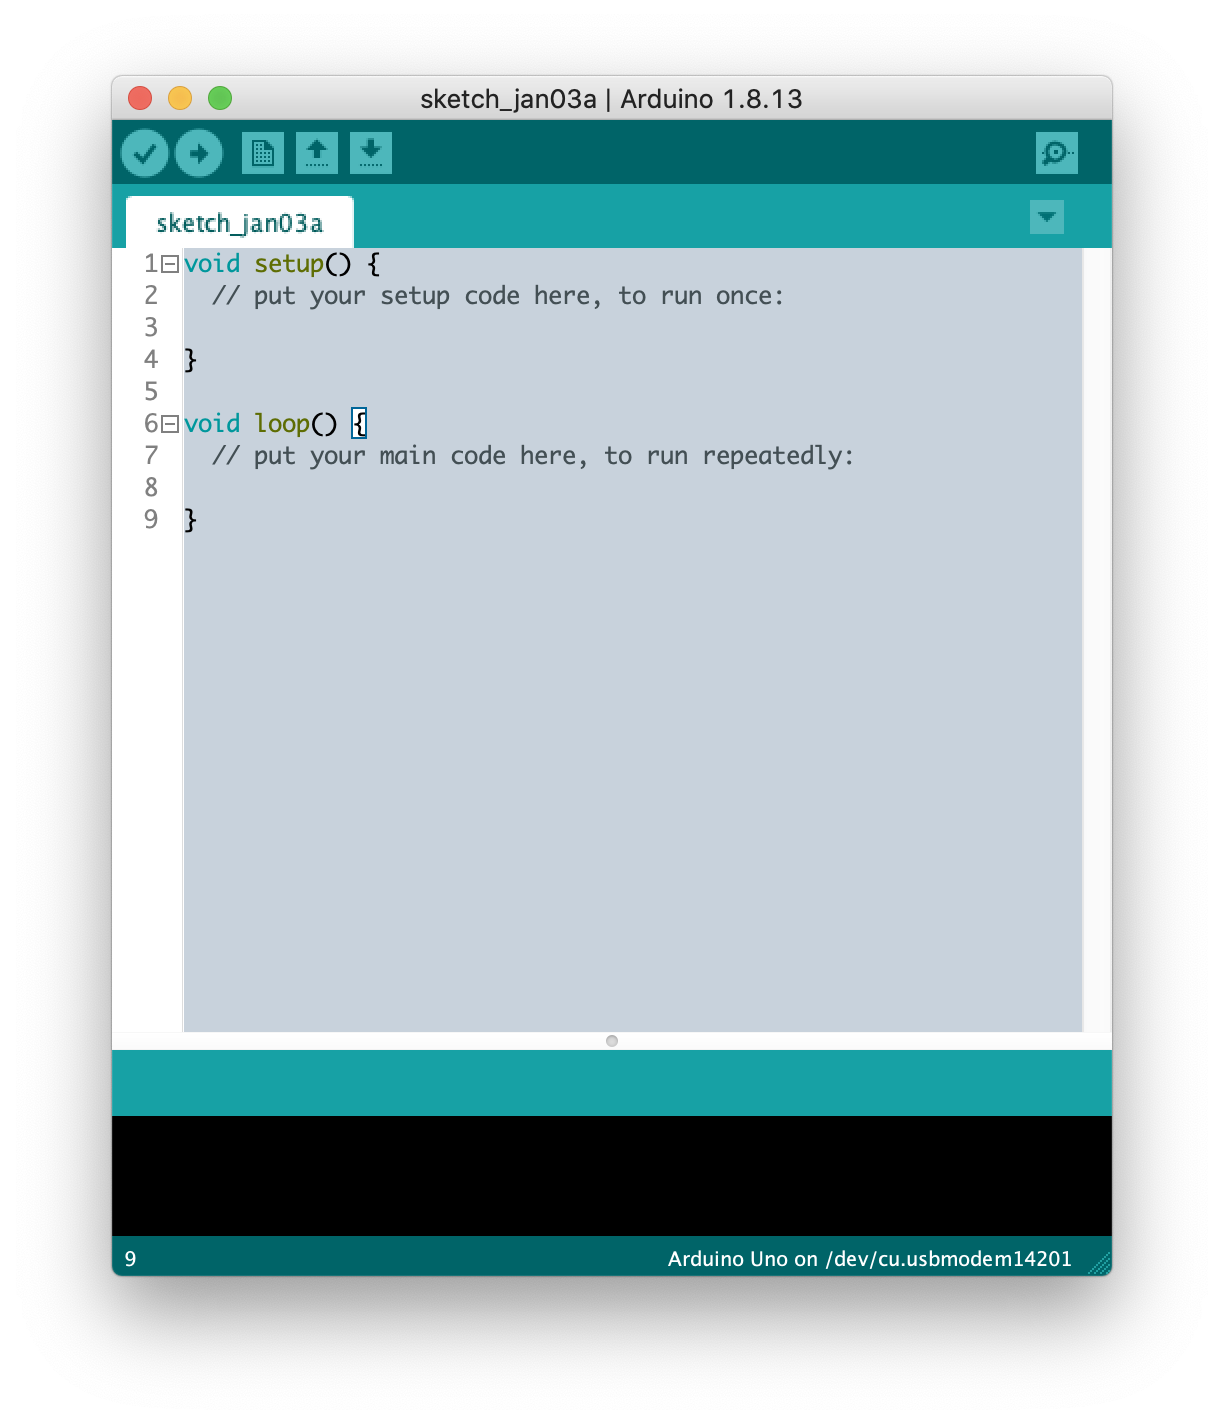 sketch_jan03a | Arduino 1.8.13
sketch_jan03a
1 void setup() {
2   // put your setup code here, to run once:
3
4 }
5
6 void loop() {
7   // put your main code here, to run repeatedly:
8
9 }
9 Arduino Uno on /dev/cu.usbmodem14201